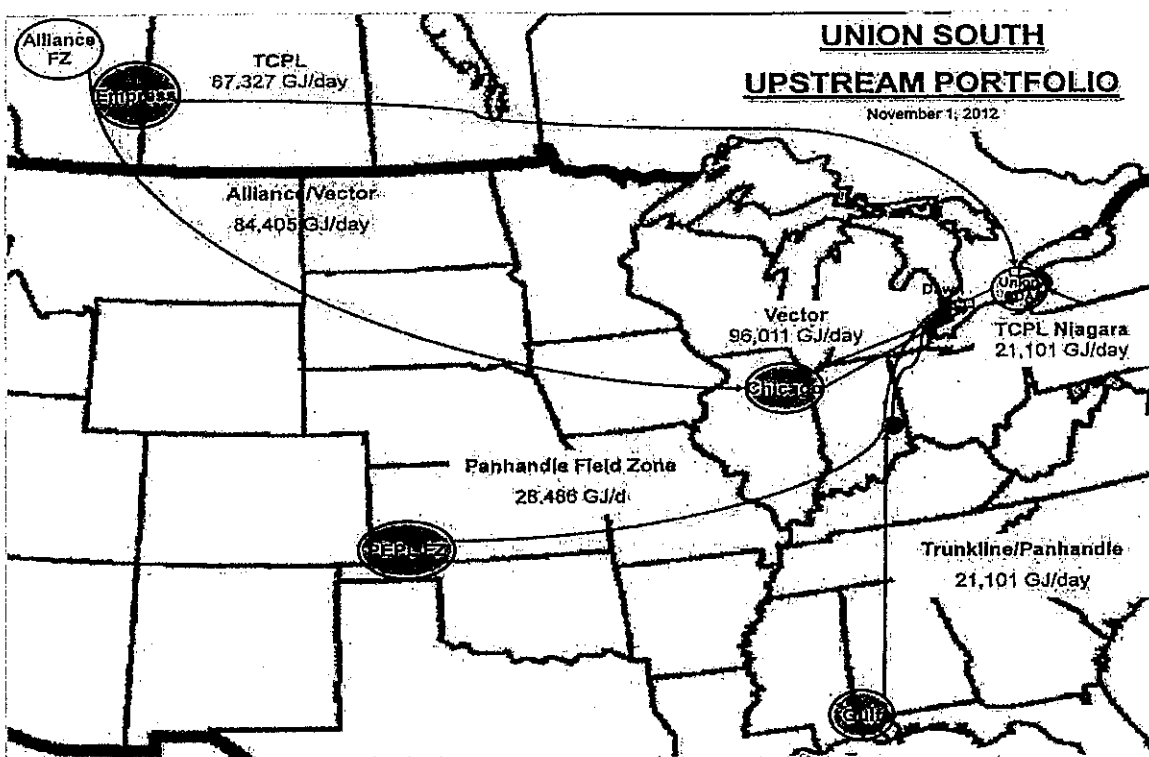 UNION SOUTH
UPSTREAM PORTFOLIO
November 1, 2012
Alliance
FZ
Empress
TCPL
67,327 GJ/day
Alliance/Vector
84,405 GJ/day
Vector
96,011 GJ/day
Chicago
Union
TCPL Niagara
21,101 GJ/day
Panhandle Field Zone
28,466 GJ/d
PEPL FZ
Trunkline/Panhandle
21,101 GJ/day
Gulf